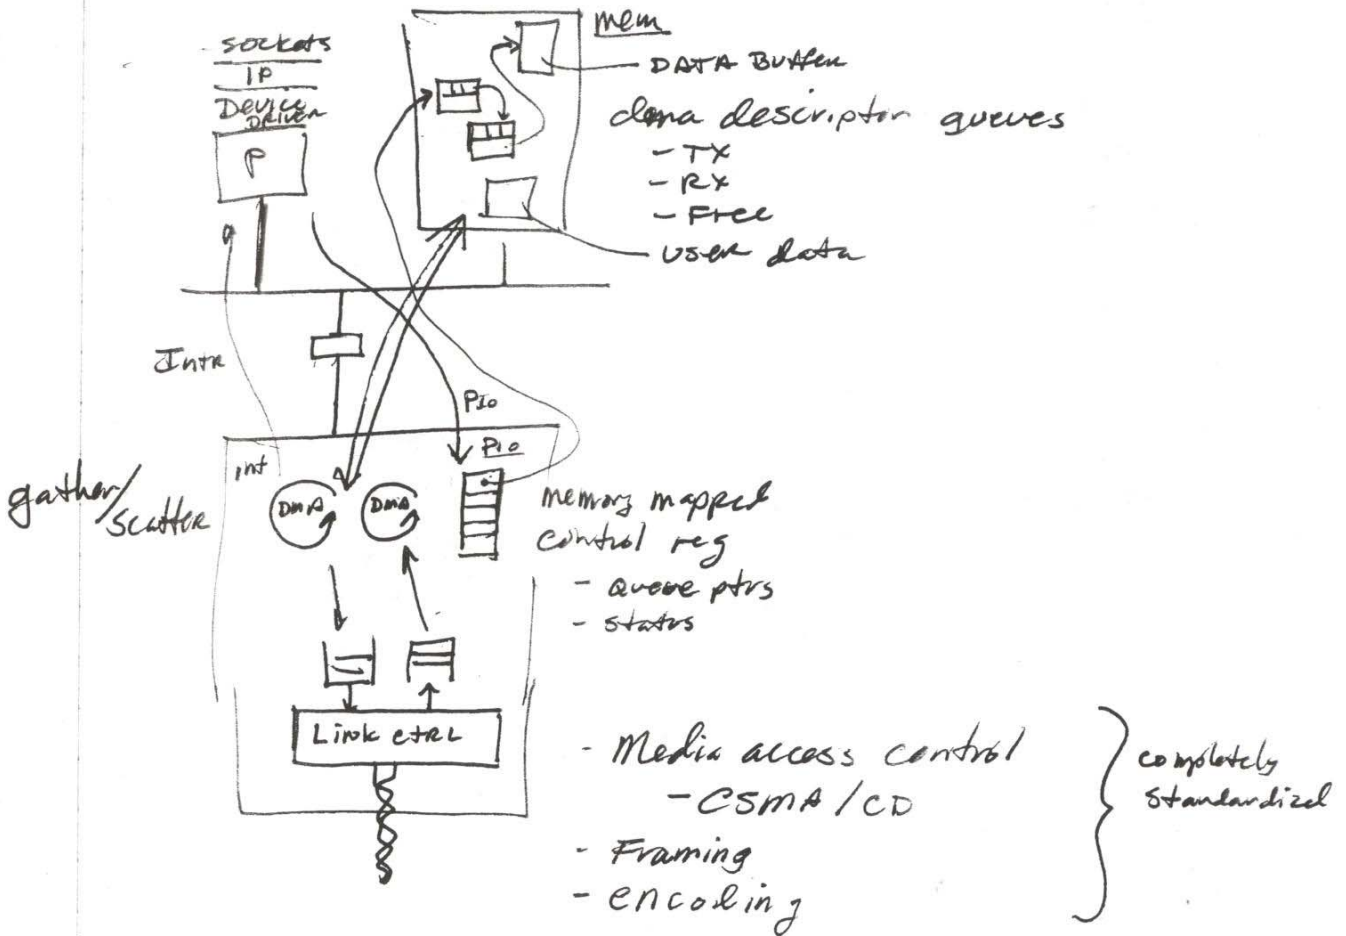 sockets
IP
Device
DRIVER
P
mem
DATA Buffer
dma descriptor queues
- TX
- RX
- Free
user data
Intr
PIO
PIO
int
gather/
scatter
DMA
DMA
memory mapped
control reg
- Queue ptrs
- status
Link ctrl
- Media access control
- CSMA/CD
- Framing
- encoding
completely
standardized